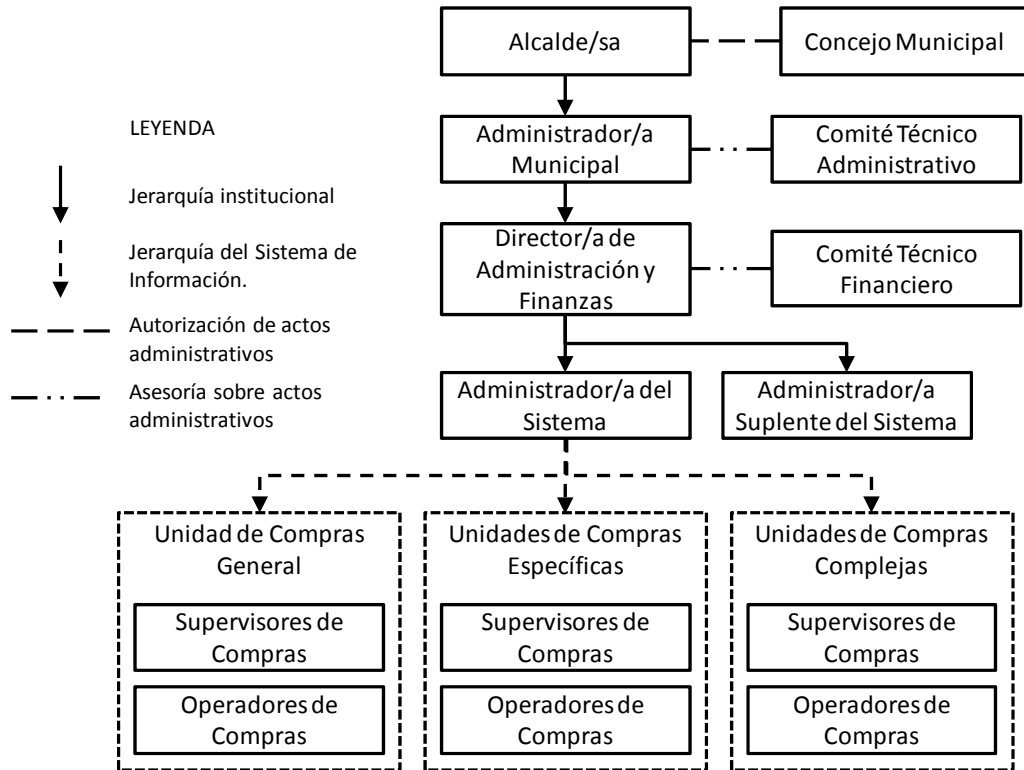 Alcalde/sa
Concejo Municipal
LEYENDA
Administrador/a
Municipal
Comité Técnico
Administrativo
Jerarquía institucional
Director/a de
Administración y
Finanzas
Comité Técnico
Financiero
Jerarquía del Sistema de
Información.
Autorización de actos
administrativos
Asesoría sobre actos
administrativos
Administrador/a del
Sistema
Administrador/a
Suplente del Sistema
Unidad de Compras
General
Supervisores de
Compras
Operadores de
Compras
Unidades de Compras
Específicas
Supervisores de
Compras
Operadores de
Compras
Unidades de Compras
Complejas
Supervisores de
Compras
Operadores de
Compras